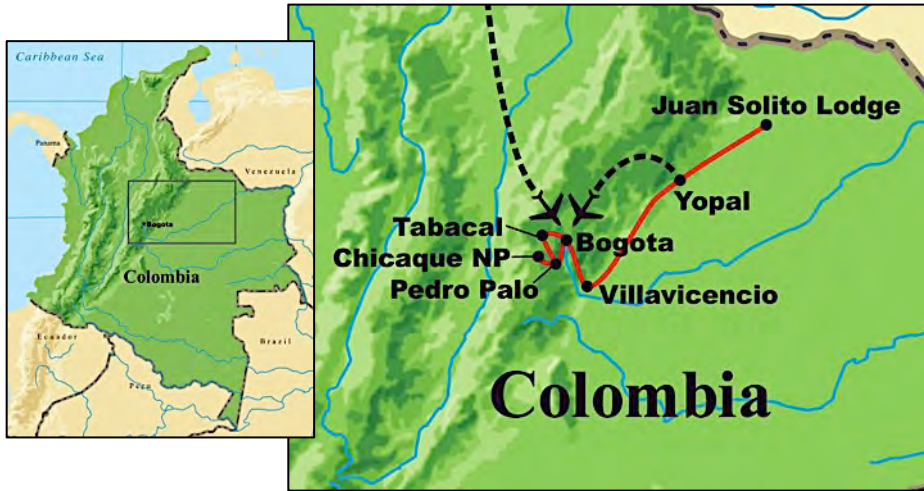 Caribbean Sea
Panama
Venezuela
Bogota
Colombia
Ecuador
Peru
Brazil
Juan Solito Lodge
Yopal
Tabacal
Bogota
Chicaque NP
Pedro Palo
Villavicencio
Colombia